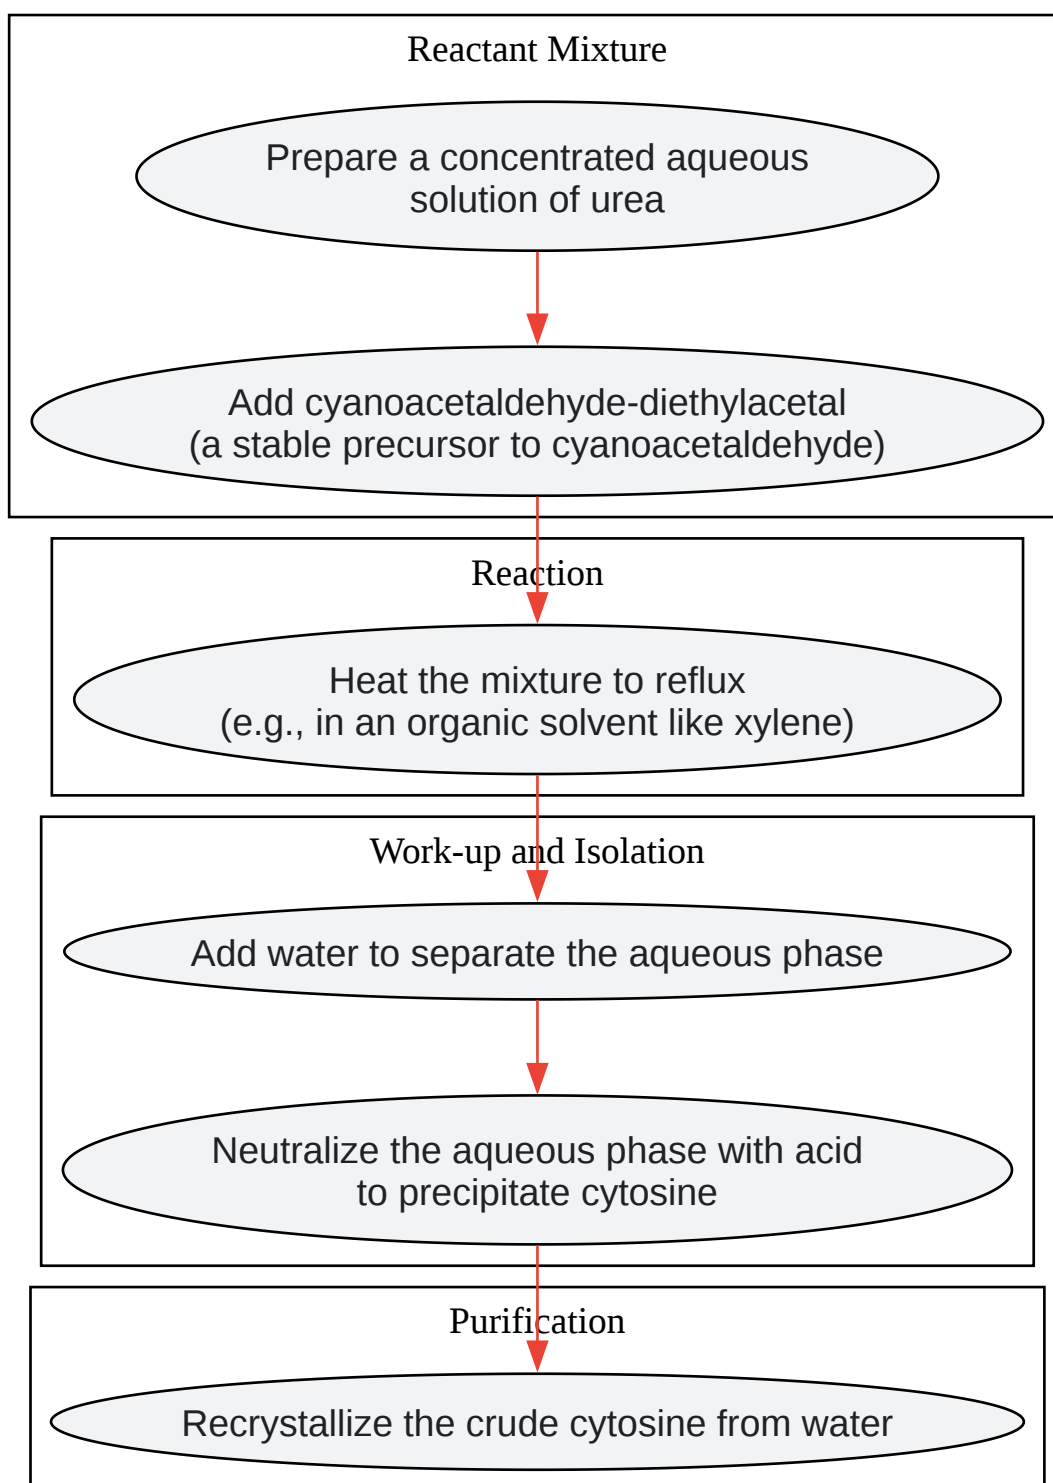 Reactant Mixture
Prepare a concentrated aqueous
solution of urea
Add cyanoacetaldehyde-diethylacetal
(a stable precursor to cyanoacetaldehyde)
Reaction
Heat the mixture to reflux
(e.g., in an organic solvent like xylene)
Work-up and Isolation
Add water to separate the aqueous phase
Neutralize the aqueous phase with acid
to precipitate cytosine
Purification
Recrystallize the crude cytosine from water